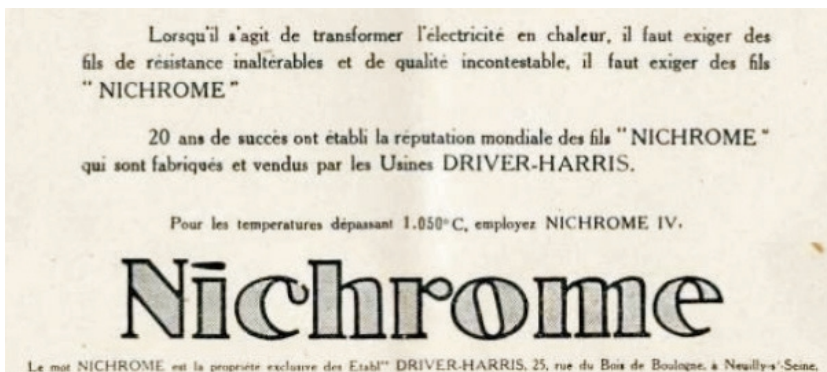 Lorsqu'il s'agit de transformer l'électricité en chaleur, il faut exiger des
fils de résistance inaltérables et de qualité incontestable, il faut exiger des fils
"NICHROME"
20 ans de succès ont établi la réputation mondiale des fils "NICHROME"
qui sont fabriqués et vendus par les Usines DRIVER-HARRIS.
Pour les temperatures dépassant 1.050° C, employez NICHROME IV.
Nichrome
Le mot NICHROME est la propriété exclusive des Etabl^ts DRIVER-HARRIS, 25, rue du Bois de Boulogne, à Neuilly-s/-Seine,